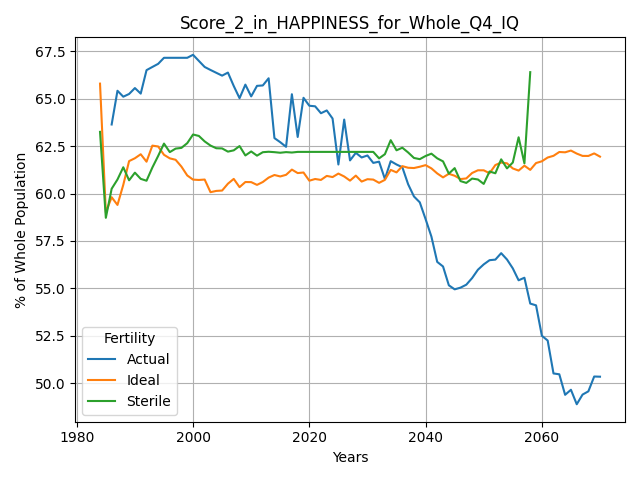 Score_2_in_HAPPINESS_for_Whole_Q4_IQ
% of Whole Population
67.5
65.0
62.5
60.0
57.5
55.0
52.5
50.0
Fertility
Actual
Ideal
Sterile
1980 2000 2020 2040 2060
Years